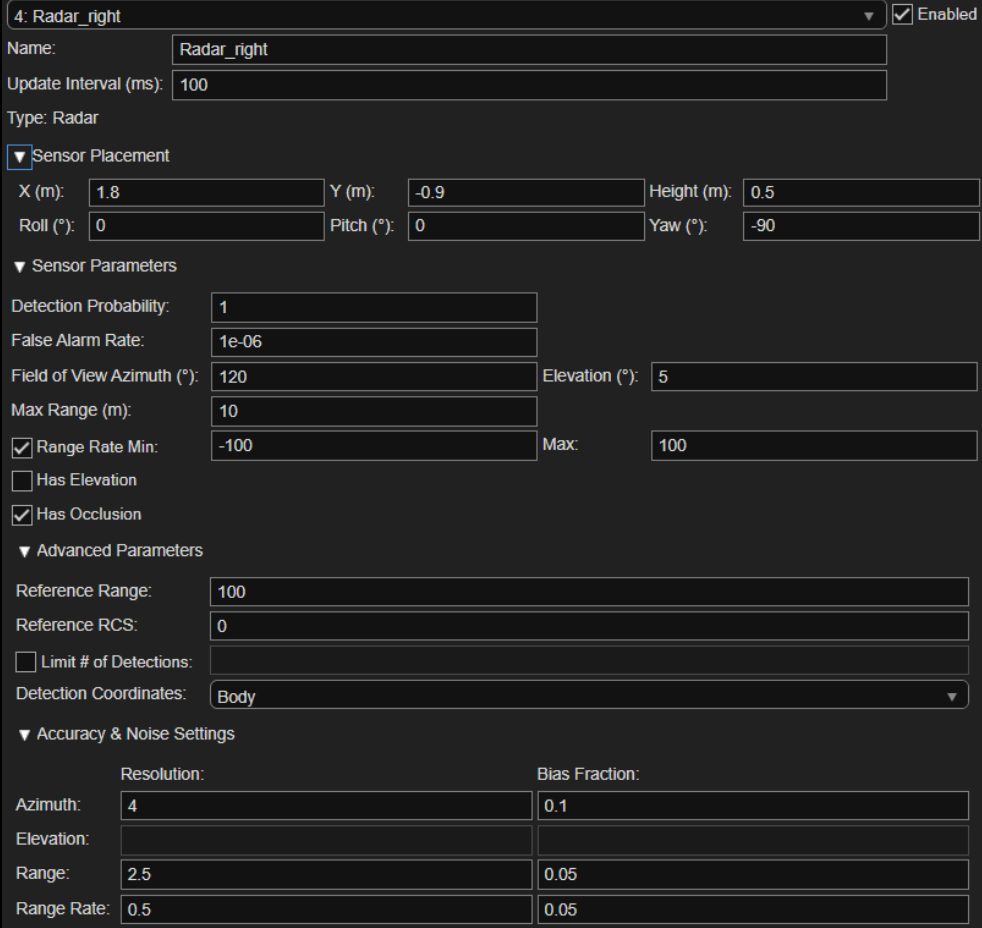 4: Radar_right Enabled
Name: Radar_right
Update Interval (ms): 100
Type: Radar
Sensor Placement
X (m): 1.8 Y (m): -0.9 Height (m): 0.5
Roll (°): 0 Pitch (°): 0 Yaw (°): -90
Sensor Parameters
Detection Probability: 1
False Alarm Rate: 1e-06
Field of View Azimuth (°): 120 Elevation (°): 5
Max Range (m): 10
Range Rate Min: -100 Max: 100
Has Elevation
Has Occlusion
Advanced Parameters
Reference Range: 100
Reference RCS: 0
Limit # of Detections:
Detection Coordinates: Body
Accuracy & Noise Settings
Resolution: Bias Fraction:
Azimuth: 4 0.1
Elevation:
Range: 2.5 0.05
Range Rate: 0.5 0.05